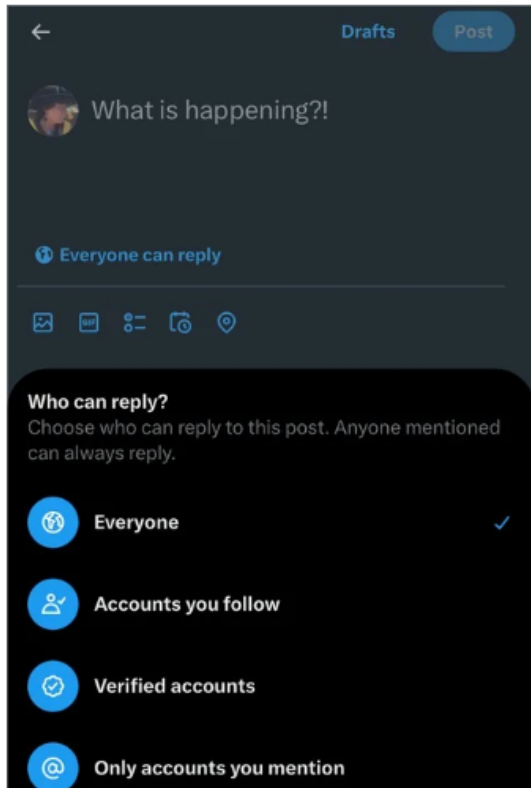 Drafts
Post
What is happening?!
Everyone can reply
GIF
Who can reply?
Choose who can reply to this post. Anyone mentioned
can always reply.
Everyone
Accounts you follow
Verified accounts
@ Only accounts you mention